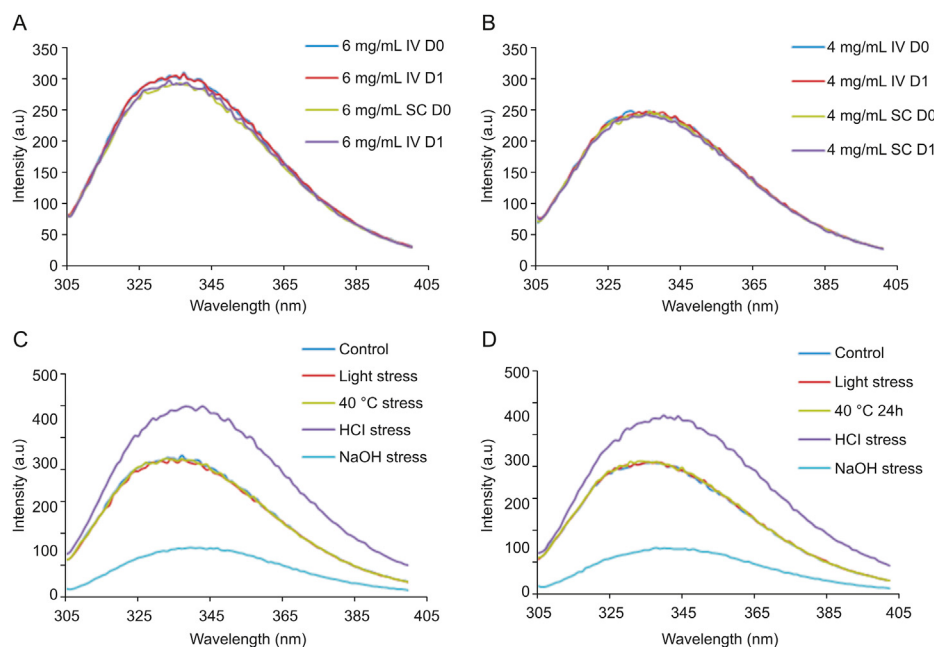 A
6 mg/mL IV D0
6 mg/mL IV D1
6 mg/mL SC D0
6 mg/mL IV D1
Intensity (a.u)
350
300
250
200
150
100
50
0
305 325 345 365 385 405
Wavelength (nm)
B
4 mg/mL IV D0
4 mg/mL IV D1
4 mg/mL SC D0
4 mg/mL SC D1
Intensity (a.u)
350
300
250
200
150
100
50
0
305 325 345 365 385 405
Wavelength (nm)
C
Control
Light stress
40 °C stress
HCI stress
NaOH stress
Intensity (a.u)
500
400
300
200
100
0
305 325 345 365 385 405
Wavelength (nm)
D
Control
Light stress
40 °C 24h
HCI stress
NaOH stress
Intensity (a.u)
500
400
300
200
100
0
305 325 345 365 385 405
Wavelength (nm)